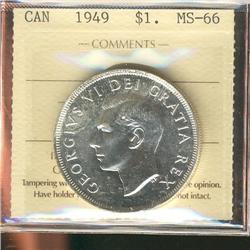 CAN 1949 $1. MS-66
COMMENTS
GEORGIVS VI DEI GRATIA REX
Tampering opinion.
Have holder not intact.